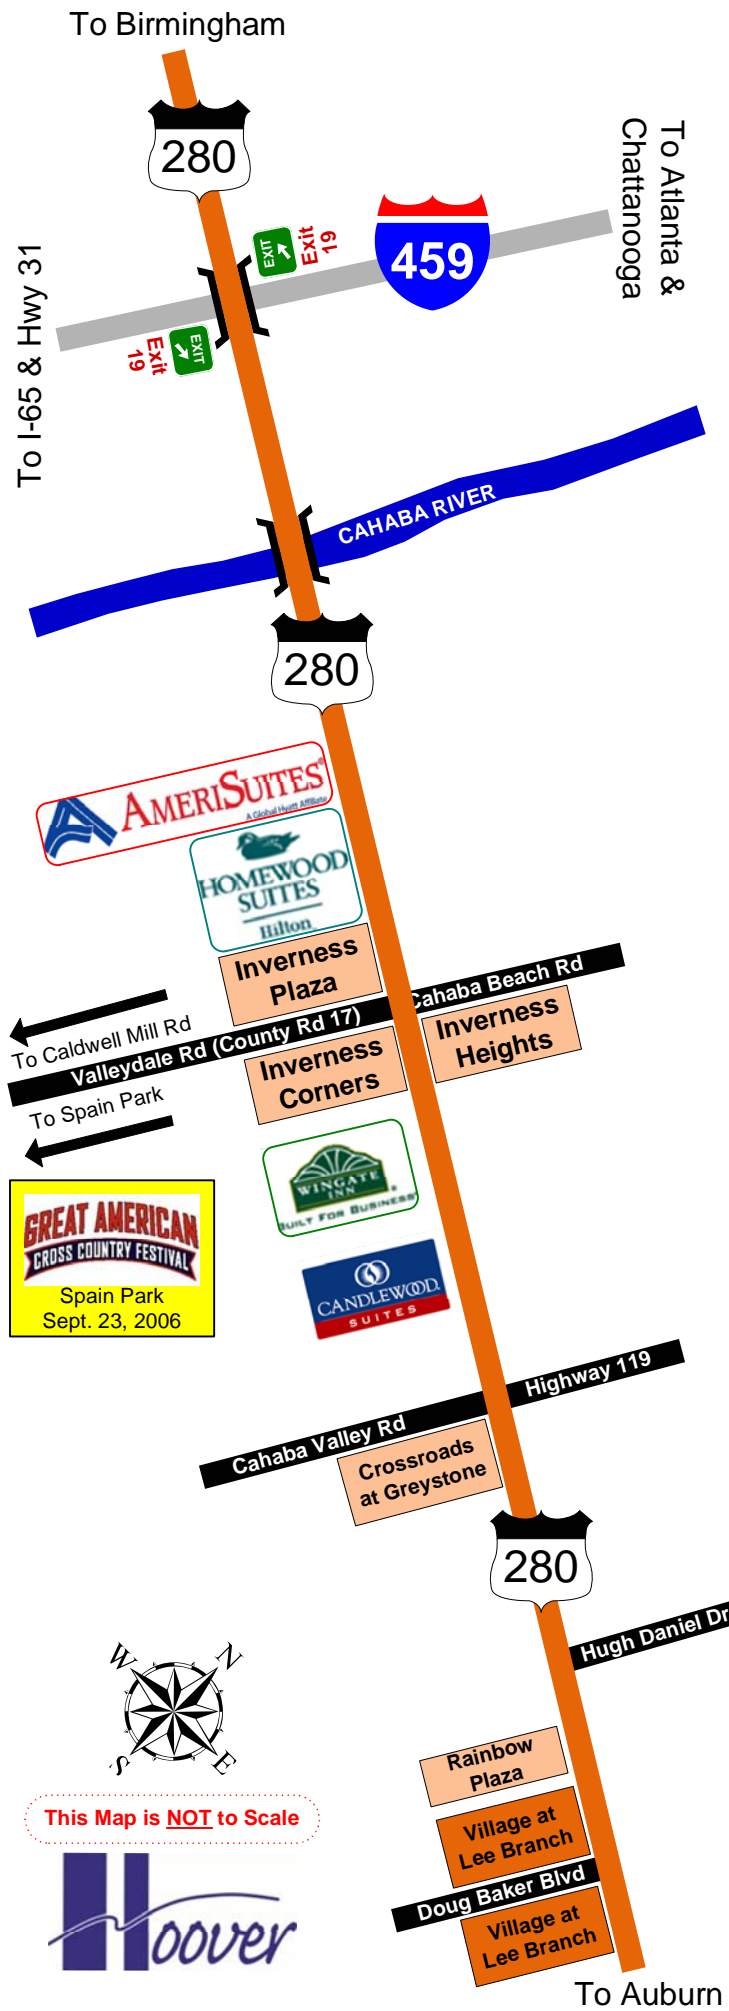 To Birmingham
280
To Atlanta &
Chattanooga
EXIT
Exit
19
459
To I-65 & Hwy 31
EXIT
Exit
19
CAHABA RIVER
280
AMERISUITES®
A Global Hyatt Affiliate
HOMEWOOD
SUITES
Hilton
Inverness
Plaza
Cahaba Beach Rd
To Caldwell Mill Rd
Valleydale Rd (County Rd 17)
Inverness
Heights
Inverness
Corners
To Spain Park
WINGATE
INN®
BUILT FOR BUSINESS
GREAT AMERICAN
CROSS COUNTRY FESTIVAL
Spain Park
Sept. 23, 2006
CANDLEWOOD
SUITES
Highway 119
Cahaba Valley Rd
Crossroads
at Greystone
280
Hugh Daniel Dr
W
N
S
E
Rainbow
Plaza
This Map is NOT to Scale
Village at
Lee Branch
Doug Baker Blvd
Village at
Lee Branch
Hoover
To Auburn